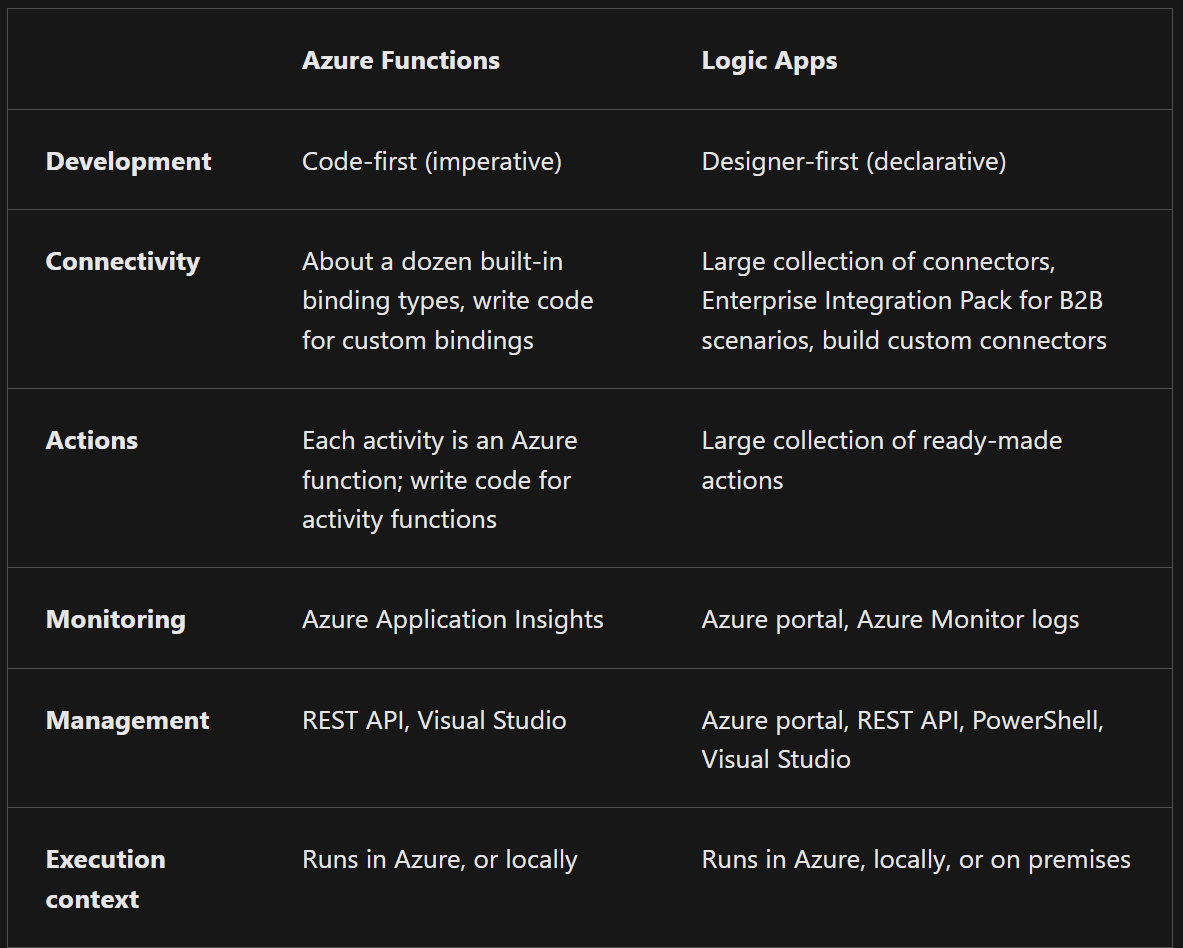 Azure Functions Logic Apps
Development Code-first (imperative) Designer-first (declarative)
Connectivity About a dozen built-in Large collection of connectors,
binding types, write code Enterprise Integration Pack for B2B
for custom bindings scenarios, build custom connectors
Actions Each activity is an Azure Large collection of ready-made
function; write code for actions
activity functions
Monitoring Azure Application Insights Azure portal, Azure Monitor logs
Management REST API, Visual Studio Azure portal, REST API, PowerShell,
Visual Studio
Execution Runs in Azure, or locally Runs in Azure, locally, or on premises
context